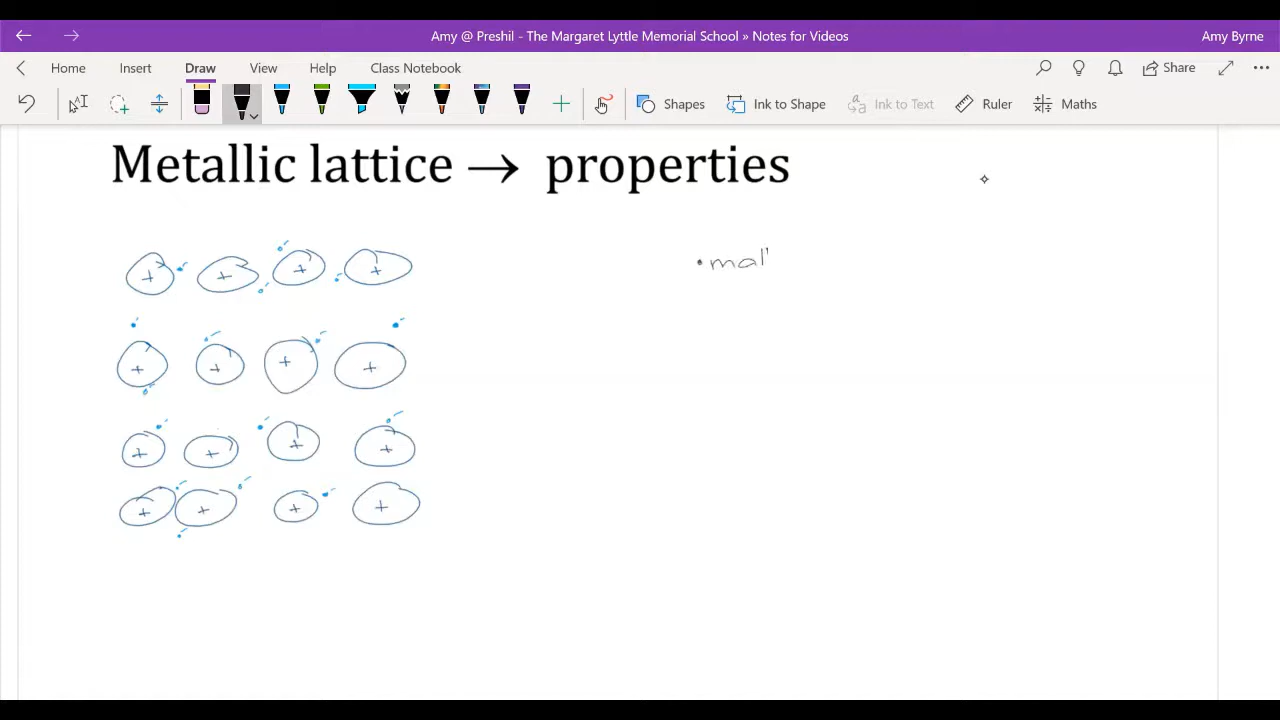 Amy @ Preshil - The Margaret Lyttle Memorial School » Notes for Videos
Amy Byrne
Home Insert Draw View Help Class Notebook
Share
Shapes Ink to Shape Ink to Text Ruler Maths
Metallic lattice → properties
+ + + +
• mal
+ + + +
+ + + +
+ + + +